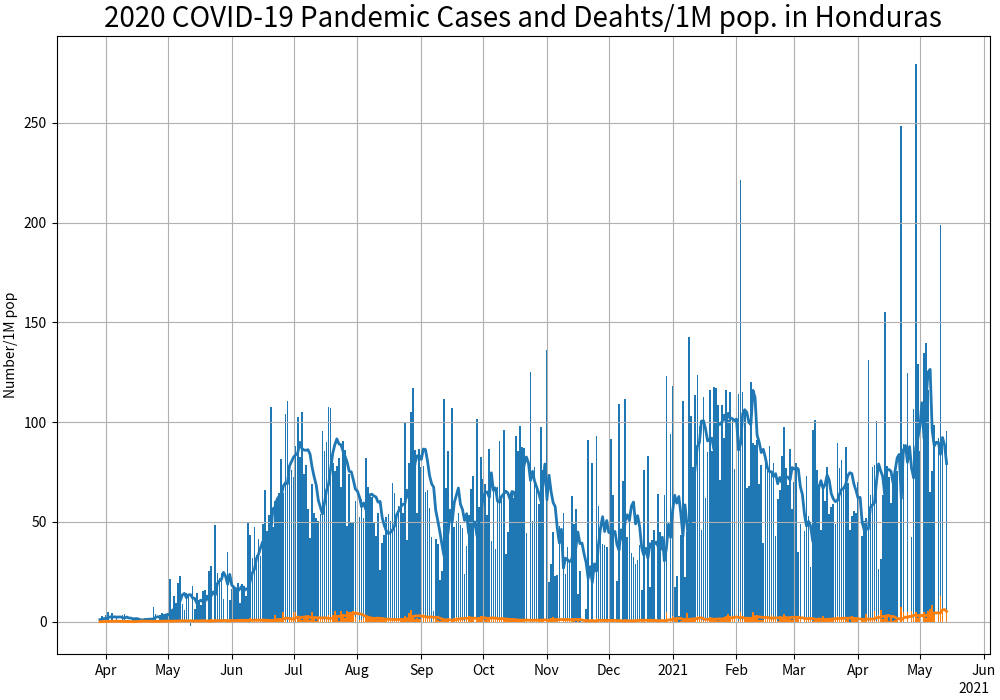 2020 COVID-19 Pandemic Cases and Deahts/1M pop. in Honduras
Number/1M pop
250
200
150
100
50
0
Apr May Jun Jul Aug Sep Oct Nov Dec 2021 Feb Mar Apr May Jun
2021